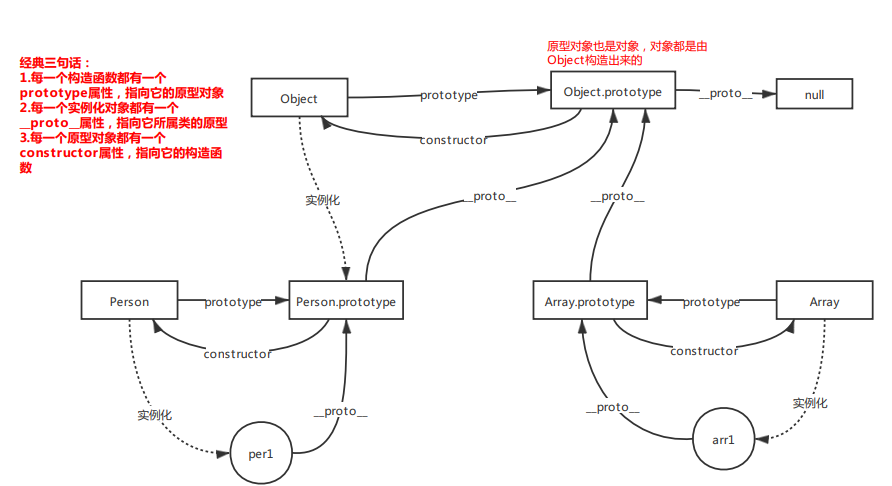 经典三句话：
1.每一个构造函数都有一个
prototype属性，指向它的原型对象
2.每一个实例化对象都有一个
__proto__属性，指向它所属类的原型
3.每一个原型对象都有一个
constructor属性，指向它的构造函
数
原型对象也是对象，对象都是由
Object构造出来的
Object
prototype
Object.prototype
__proto__
null
constructor
实例化
__proto__
__proto__
Person
prototype
Person.prototype
Array.prototype
prototype
Array
constructor
constructor
实例化
__proto__
__proto__
实例化
per1
arr1